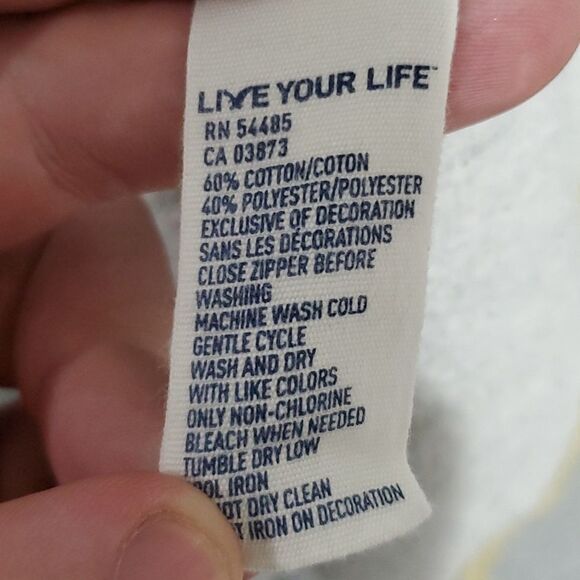 LIVE YOUR LIFE™
RN 54485
CA 03873
60% COTTON/COTON
40% POLYESTER/POLYESTER
EXCLUSIVE OF DECORATION
SANS LES DÉCORATIONS
CLOSE ZIPPER BEFORE
WASHING
MACHINE WASH COLD
GENTLE CYCLE
WASH AND DRY
WITH LIKE COLORS
ONLY NON-CHLORINE
BLEACH WHEN NEEDED
TUMBLE DRY LOW
OOL IRON
OT DRY CLEAN
T IRON ON DECORATION